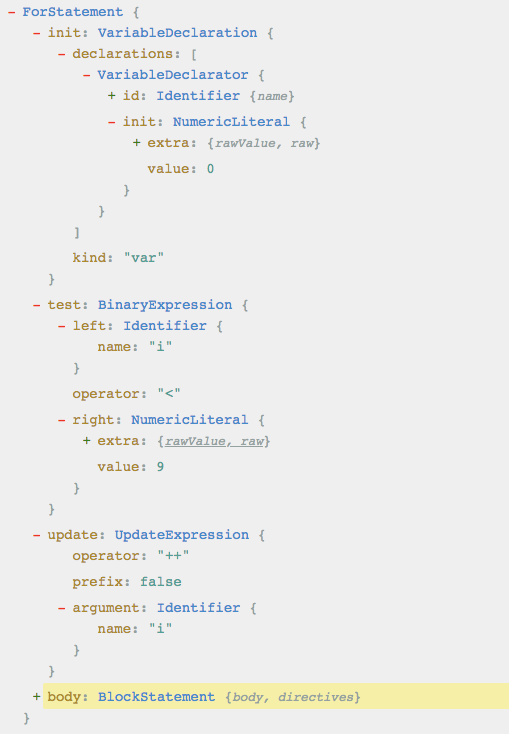 - ForStatement {
- init: VariableDeclaration {
- declarations: [
- VariableDeclarator {
+ id: Identifier {name}
- init: NumericLiteral {
+ extra: {rawValue, raw}
value: 0
}
}
]
kind: "var"
}
- test: BinaryExpression {
- left: Identifier {
name: "i"
}
operator: "<"
- right: NumericLiteral {
+ extra: {rawValue, raw}
value: 9
}
}
- update: UpdateExpression {
operator: "++"
prefix: false
- argument: Identifier {
name: "i"
}
}
+ body: BlockStatement {body, directives}
}